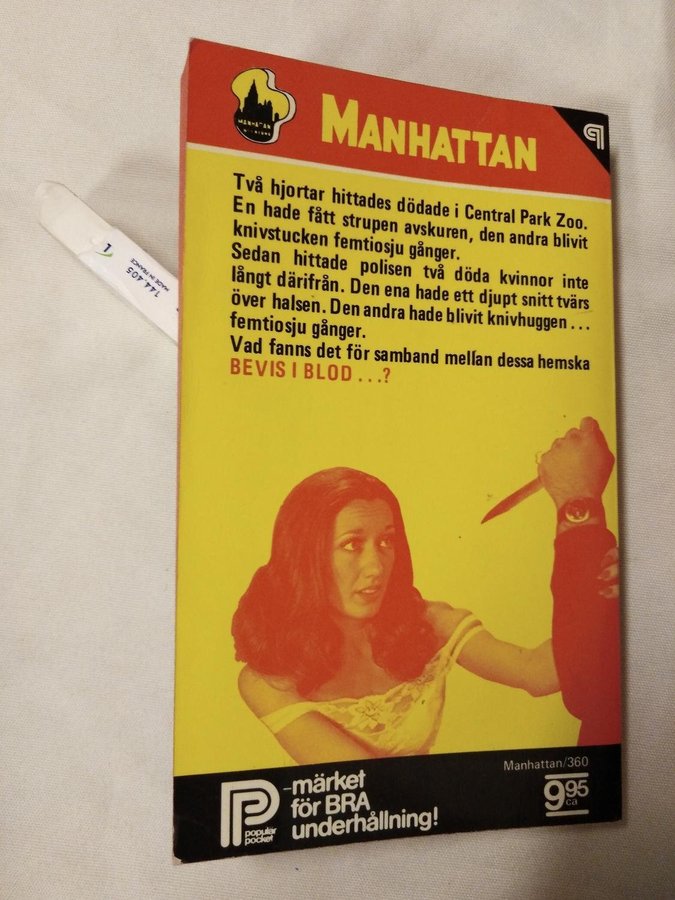 MANHATTAN
Två hjortar hittades dödade i Central Park Zoo.
En hade fått strupen avskuren, den andra blivit
knivstucken femtiosju gånger.
Sedan hittade polisen två döda kvinnor inte
långt därifrån. Den ena hade ett djupt snitt tvärs
över halsen. Den andra hade blivit knivhuggen ...
femtiosju gånger.
Vad fanns det för samband mellan dessa hemska
BEVIS I BLOD ...?
1
144 405
MADE IN FRANCE
Manhattan/360
9 95
ca
populär
pocket
–märket
för BRA
underhållning!